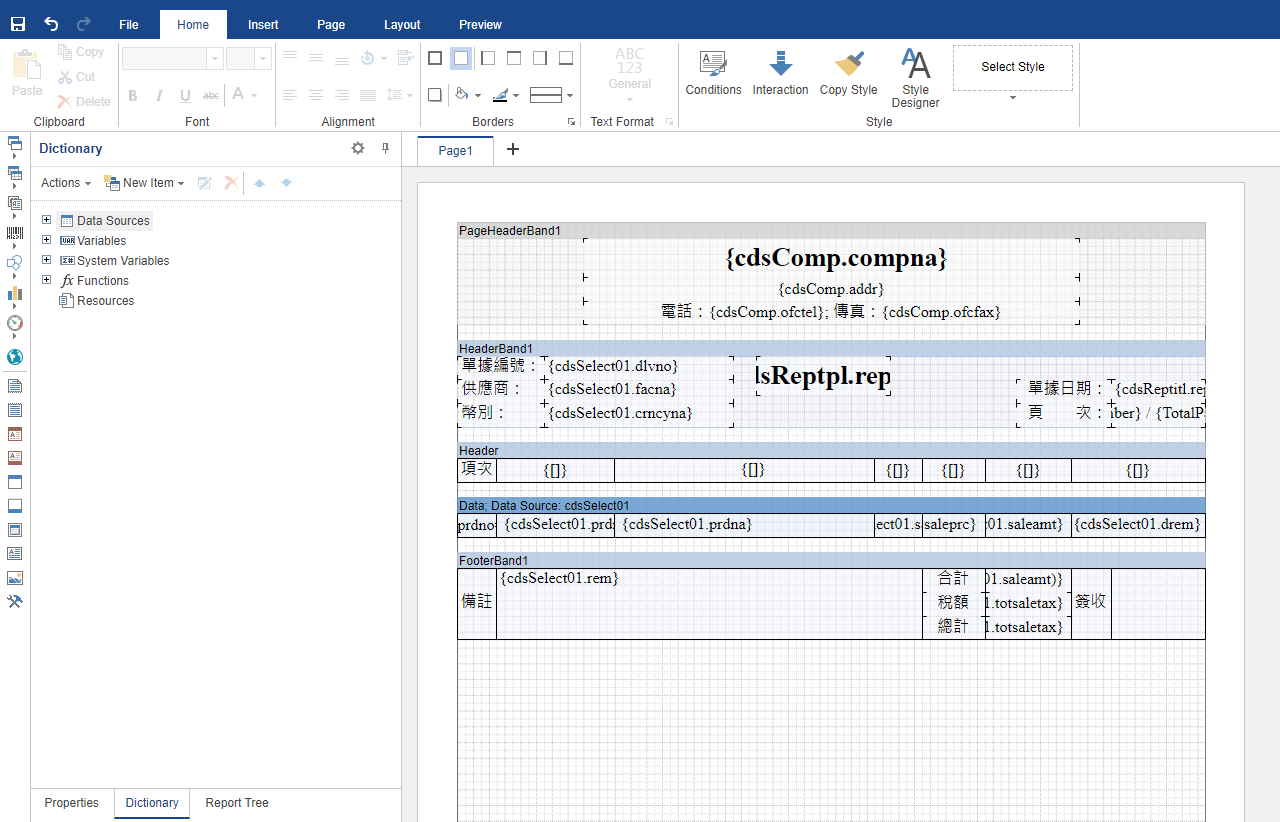 File Home Insert Page Layout Preview
Paste Copy Cut Delete
Clipboard
B I U abc A
Font
Alignment
Borders
ABC
123
General
Text Format
Conditions Interaction Copy Style Style Designer
Select Style
Style
Dictionary
Page1
Actions New Item
Data Sources
Variables
System Variables
Functions
Resources
PageHeaderBand1
{cdsComp.compna}
{cdsComp.addr}
電話：{cdsComp.ofctel}; 傳真：{cdsComp.ofcfax}
HeaderBand1
單據編號： {cdsSelect01.dlvno}
dsReptpl.rep
供應商： {cdsSelect01.facna} 單據日期： {cdsReptitl.rep
幣別： {cdsSelect01.crncyna} 頁 次： iber} / {TotalP
Header
項次 {[]} {[]} {[]} {[]} {[]} {[]}
Data; Data Source: cdsSelect01
prdno {cdsSelect01.prd {cdsSelect01.prdna} ect01.s saleprc} 01.saleamt} {cdsSelect01.drem}
FooterBand1
備註 {cdsSelect01.rem} 合計 01.saleamt)}
稅額 1.totsaletax} 簽收
總計 1.totsaletax}
Properties Dictionary Report Tree